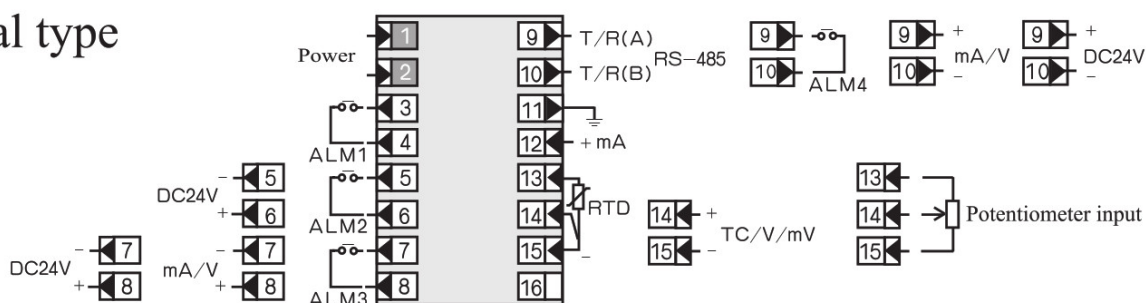 al type
Power
1
2
3
4
5
6
7
8
ALM1
ALM2
ALM3
DC24V
-
5
+
6
DC24V
-
7
+
8
mA/V
-
7
+
8
9
10
11
12
13
14
15
16
T/R(A)
T/R(B)
RS-485
+mA
RTD
-
9
10
ALM4
9
+
10
-
mA/V
9
+
10
-
DC24V
14
+
15
-
TC/V/mV
13
14
15
Potentiometer input